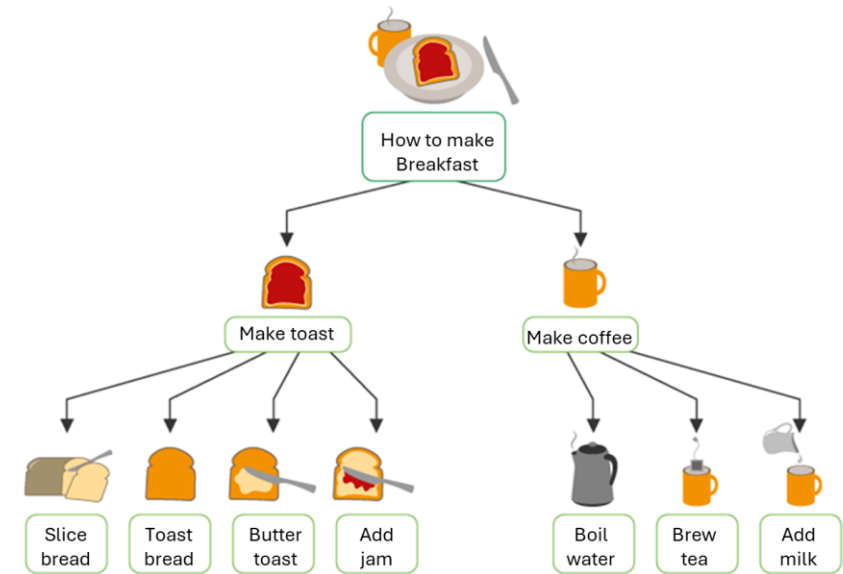 How to make
Breakfast
Make toast
Make coffee
Slice
bread
Toast
bread
Butter
toast
Add
jam
Boil
water
Brew
tea
Add
milk